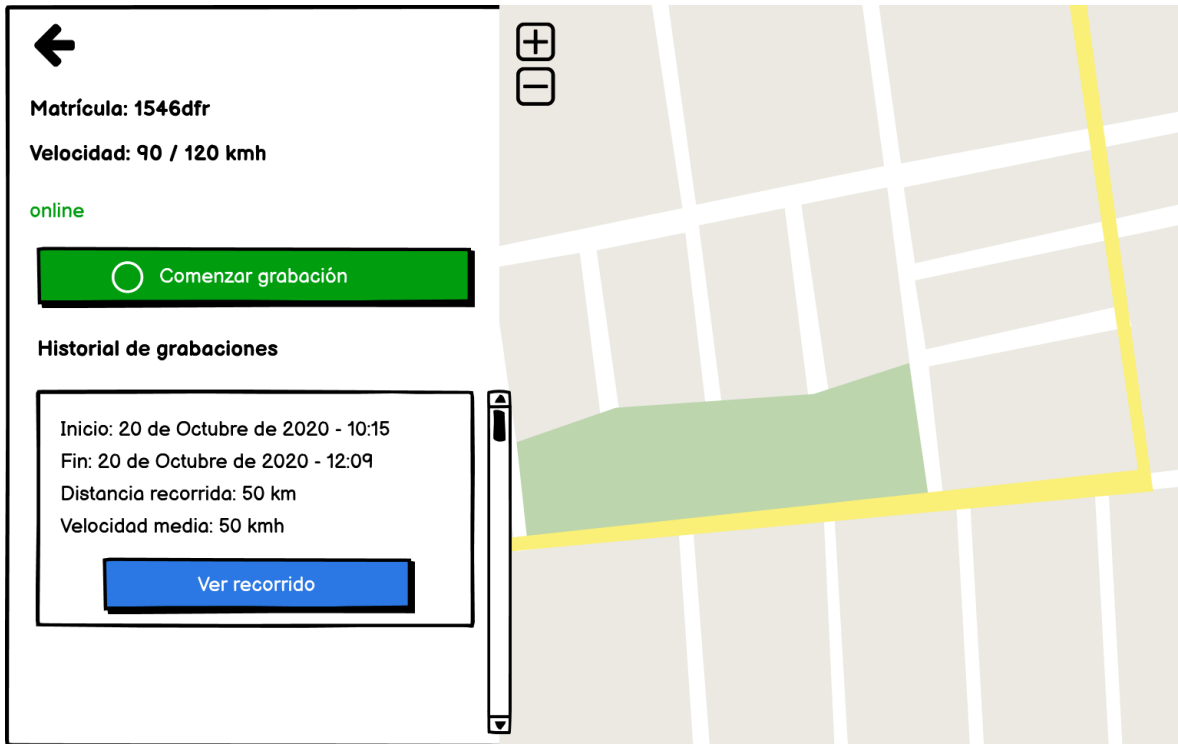 Matrícula: 1546dfr
Velocidad: 90 / 120 kmh
online
Comenzar grabación
Historial de grabaciones
Inicio: 20 de Octubre de 2020 - 10:15
Fin: 20 de Octubre de 2020 - 12:09
Distancia recorrida: 50 km
Velocidad media: 50 kmh
Ver recorrido